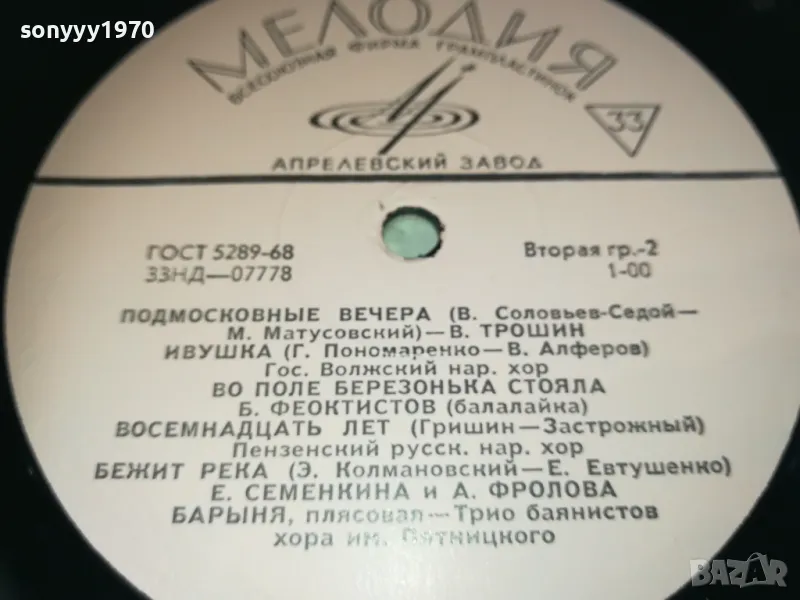 sonyyy1970
МЕЛОДИЯ
ВСЕСОЮЗНАЯ ФИРМА ГРАМПЛАСТИНОК
33
АПРЕЛЕВСКИЙ ЗАВОД
ГОСТ 5289-68
Вторая гр.-2
33НД—07778
1-00
ПОДМОСКОВНЫЕ ВЕЧЕРА (В. Соловьев-Седой—
М. Матусовский)—В. ТРОШИН
ИВУШКА (Г. Пономаренко—В. Алферов)
Гос. Волжский нар. хор
ВО ПОЛЕ БЕРЕЗОНЬКА СТОЯЛА
Б. ФЕОКТИСТОВ (балалайка)
ВОСЕМНАДЦАТЬ ЛЕТ (Гришин—Застрожный)
Пензенский русск. нар. хор
БЕЖИТ РЕКА (Э. Колмановский—Е. Евтушенко)
Е. СЕМЕНКИНА и А. ФРОЛОВА
БАРЫНЯ, плясовая—Трио баянистов
хора им. Пятницкого
BAZAR